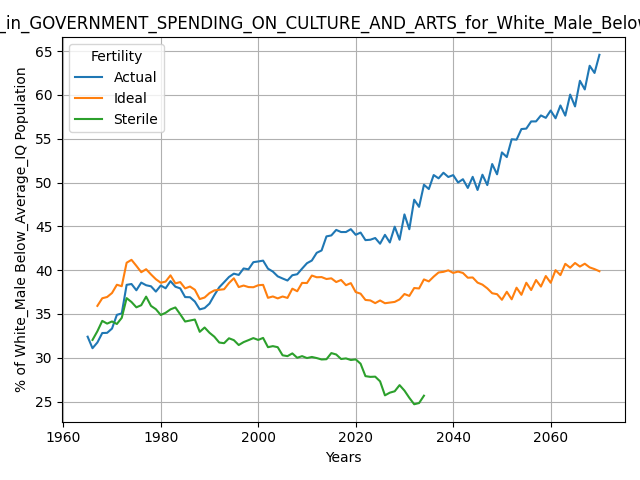 _in_GOVERNMENT_SPENDING_ON_CULTURE_AND_ARTS_for_White_Male_Below
Fertility
Actual
Ideal
Sterile
% of White_Male Below_Average_IQ Population
65
60
55
50
45
40
35
30
25
1960 1980 2000 2020 2040 2060
Years